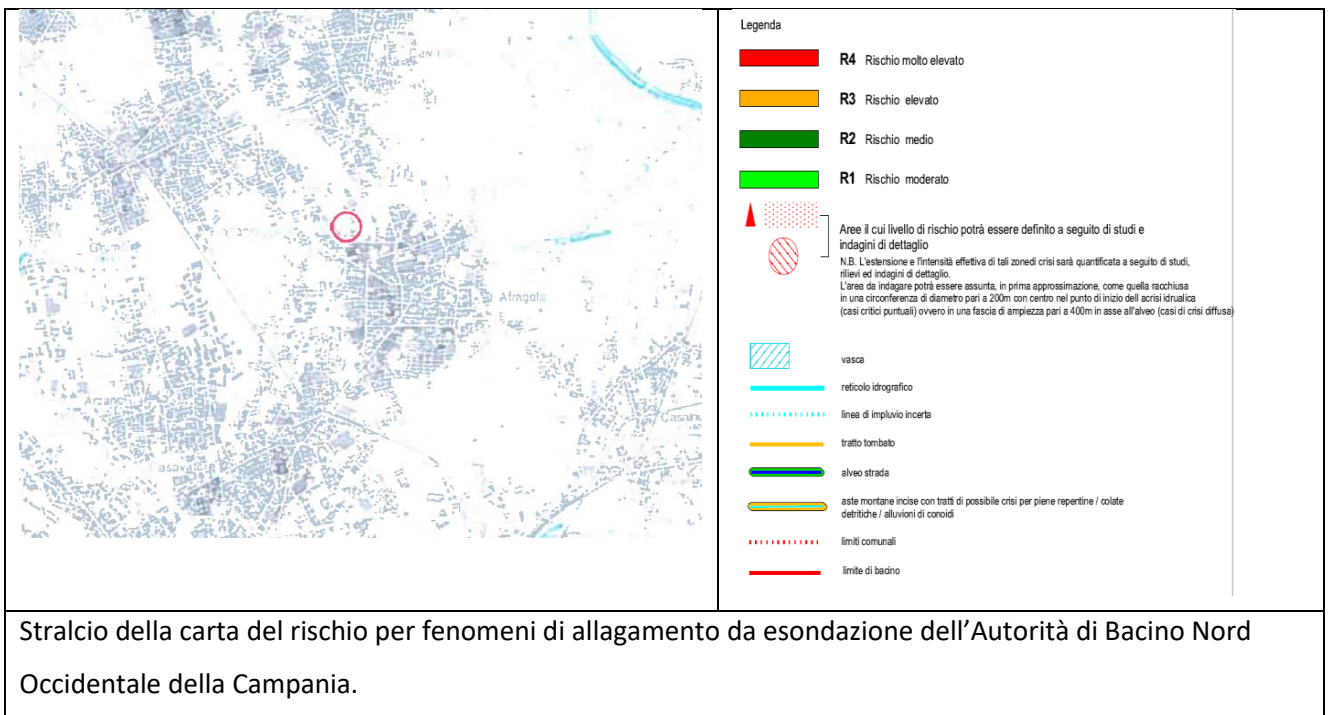 Afragola
Arzano
Legenda
R4 Rischio molto elevato
R3 Rischio elevato
R2 Rischio medio
R1 Rischio moderato
Aree il cui livello di rischio potrà essere definito a seguito di studi e
indagini di dettaglio
N.B. L'estensione e l'intensità effettiva di tali zonedi crisi sarà quantificata a seguito di studi,
rilievi ed indagini di dettaglio.
L'area da indagare potrà essere assunta, in prima approssimazione, come quella racchiusa
in una circonferenza di diametro pari a 200m con centro nel punto di inizio dell acrisi idrualica
(casi critici puntuali) ovvero in una fascia di ampiezza pari a 400m in asse all'alveo (casi di crisi diffusa)
vasca
reticolo idrografico
linea di impluvio incerta
tratto tombato
alveo strada
aste montane incise con tratti di possibile crisi per piene repentine / colate
detritiche / alluvioni di conoidi
limiti comunali
limite di bacino
Stralcio della carta del rischio per fenomeni di allagamento da esondazione dell'Autorità di Bacino Nord
Occidentale della Campania.